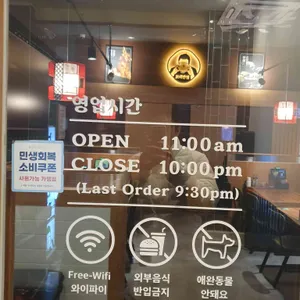 영업시간
OPEN 11:00am
CLOSE 10:00pm
(Last Order 9:30pm)
민생회복
소비쿠폰
사용가능 가맹점
Free-Wifi
와이파이
외부음식
반입금지
애완동물
안돼요